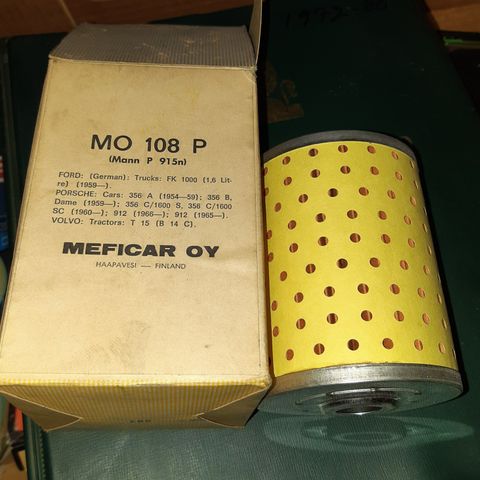 MO 108 P
(Mann P 915n)
FORD: (German): Trucks: FK 1000 (1,6 Lit-
re) (1959—).
PORSCHE: Cars: 356 A (1954—59); 356 B,
Dame (1959—); 356 C/1600 S, 356 C/1600
SC (1960—); 912 (1966—); 912 (1965—).
VOLVO: Tractors: T 15 (B 14 C).
MEFICAR OY
HAAPAVESI — FINLAND